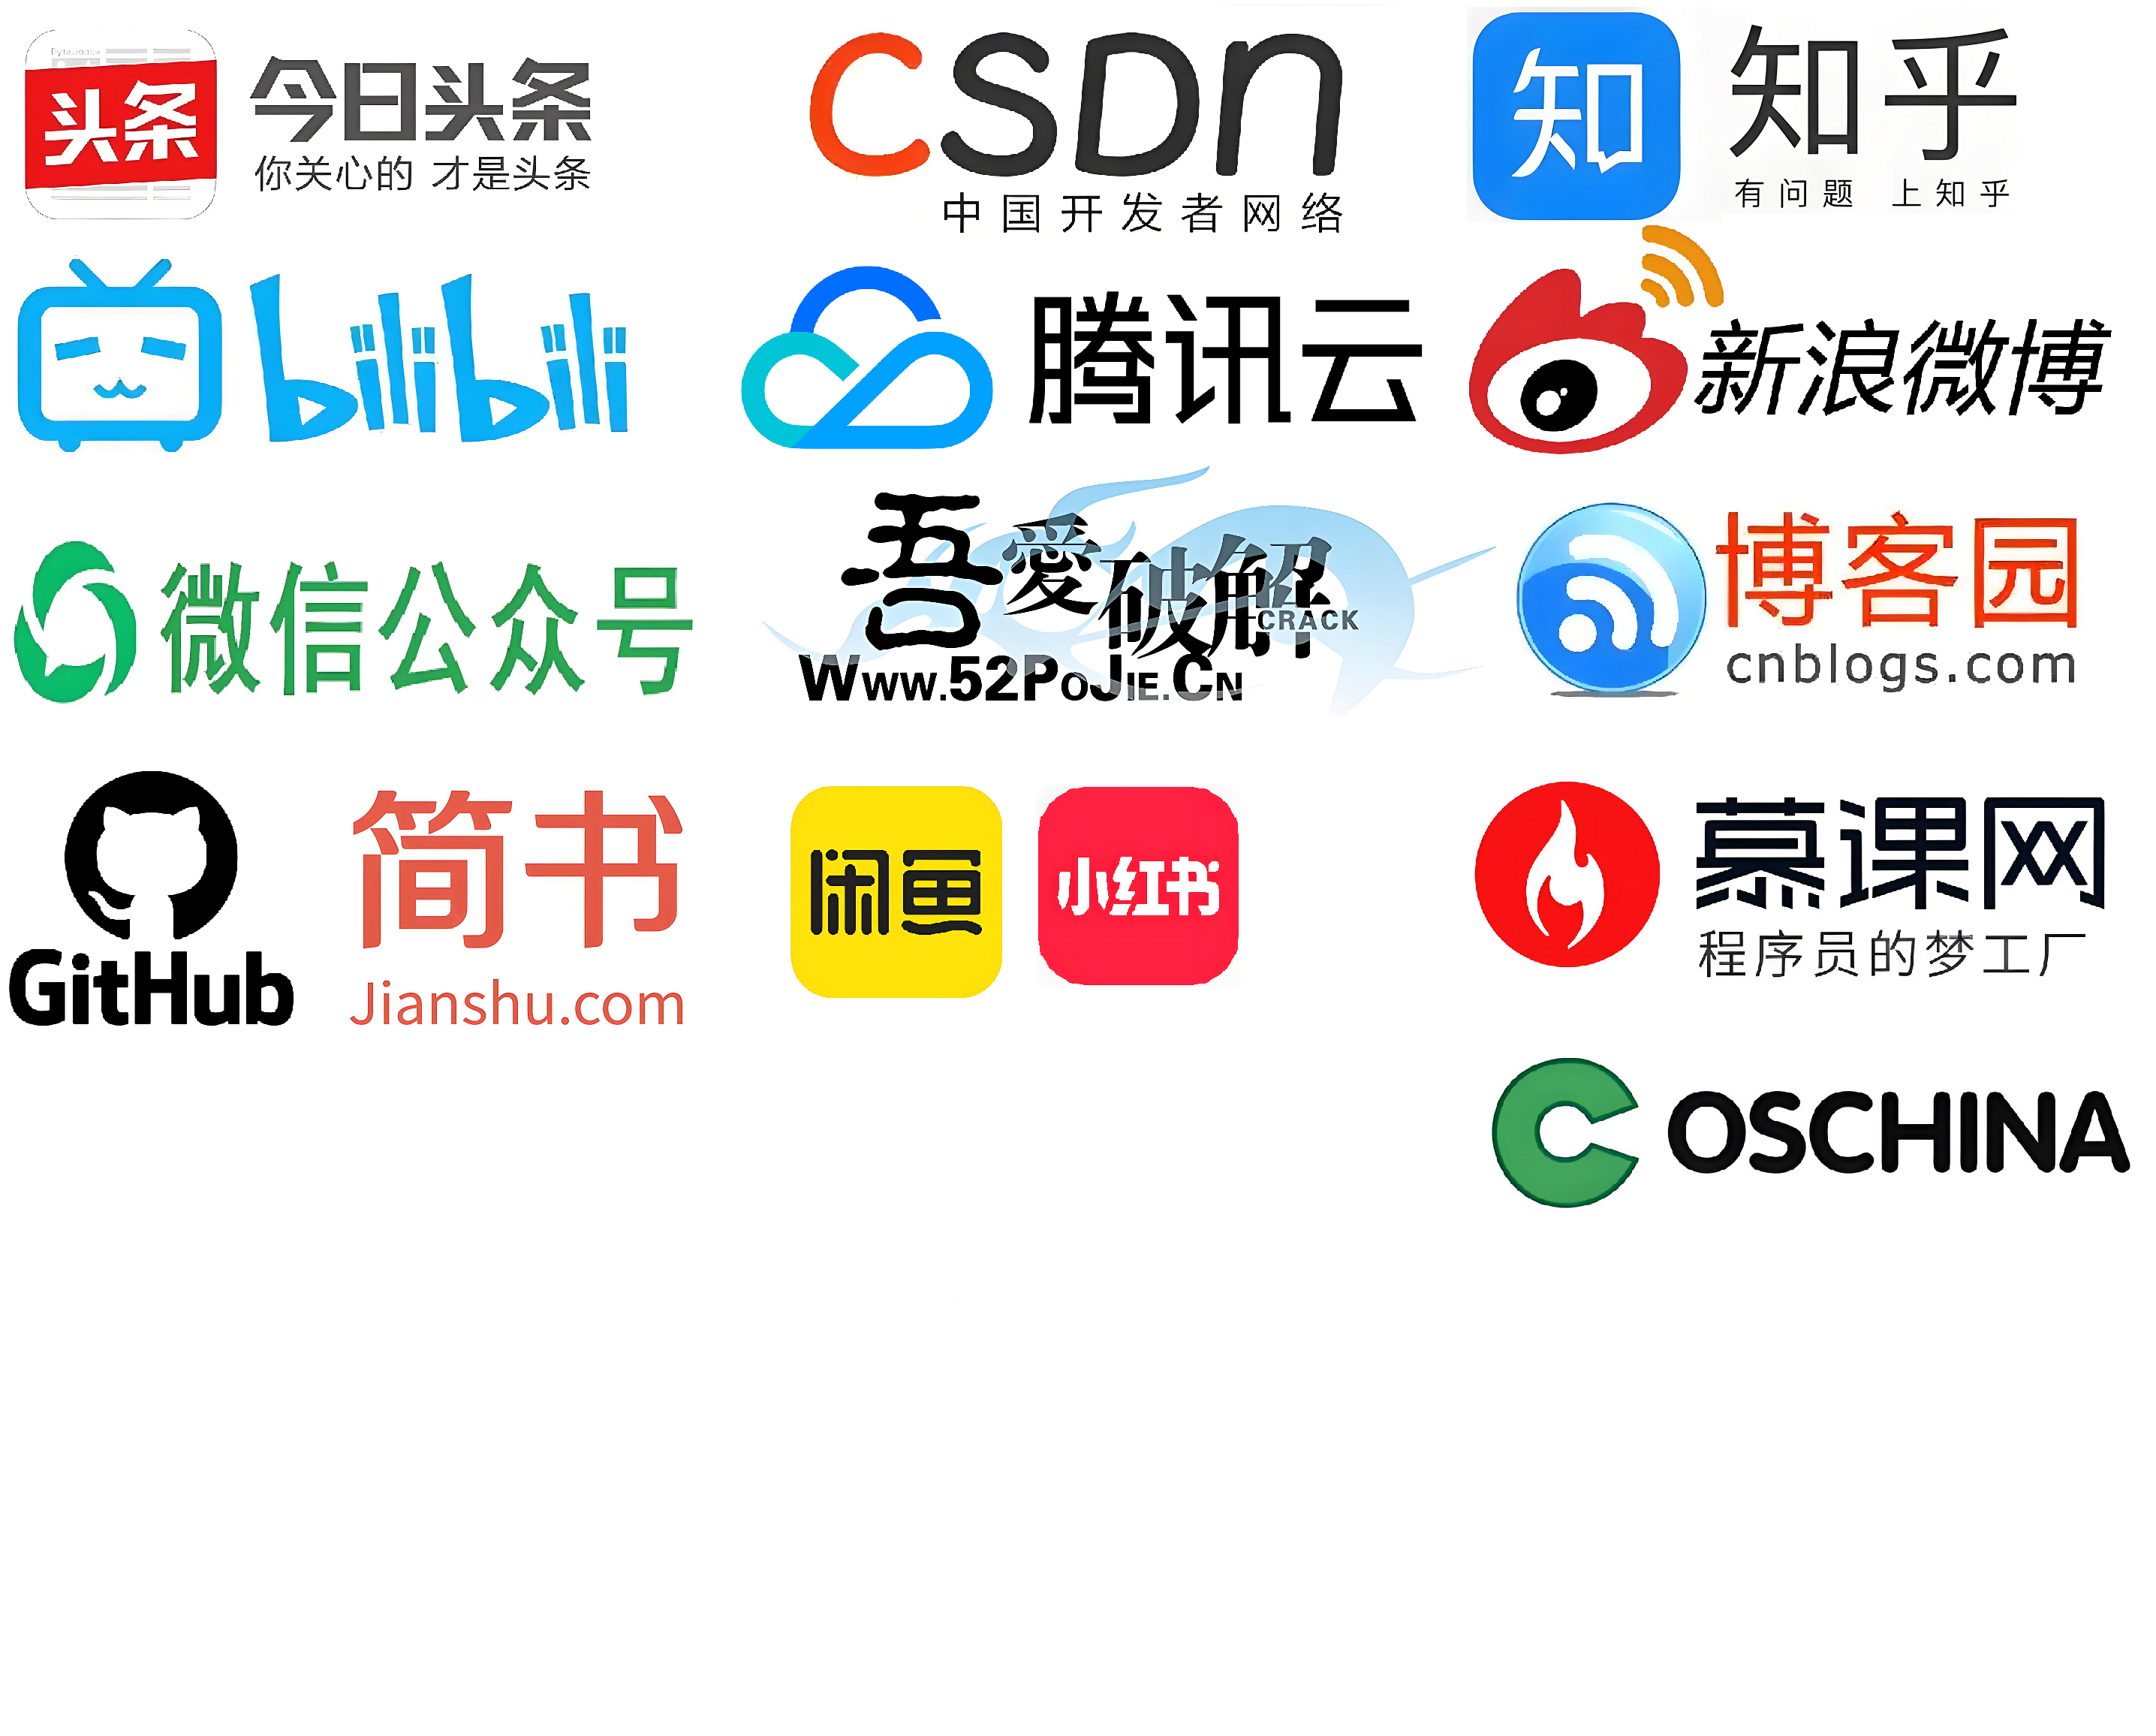 ByteDance
头条
今日头条
你关心的 才是头条
CSDN
中国开发者网络
知
知乎
有问题 上知乎
bilibili
腾讯云
新浪微博
微信公众号
吾愛破解
CRACK
WWW.52POJIE.CN
博客园
cnblogs.com
GitHub
简书
Jianshu.com
闲鱼
小红书
慕课网
程序员的梦工厂
OSCHINA